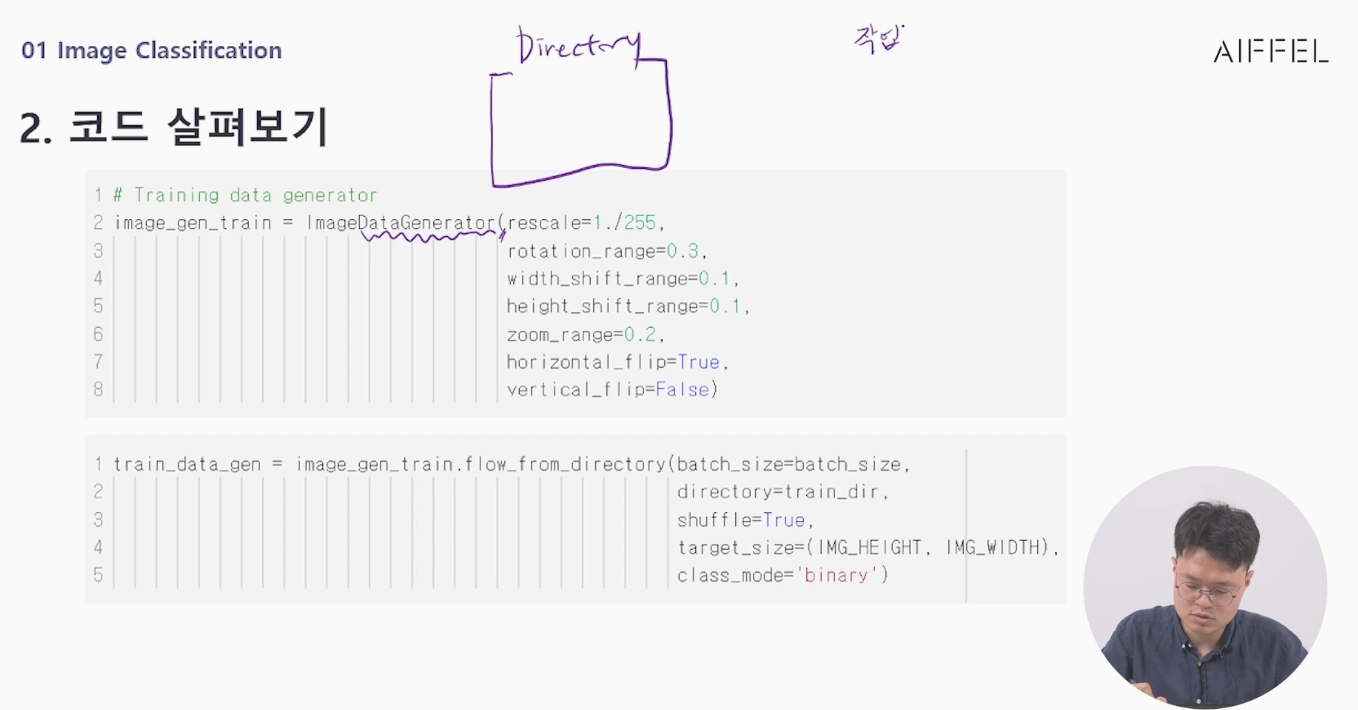 01 Image Classification
Directory
작업
AIFFEL
2. 코드 살펴보기
1 # Training data generator
2 image_gen_train = ImageDataGenerator(rescale=1./255,
3 rotation_range=0.3,
4 width_shift_range=0.1,
5 height_shift_range=0.1,
6 zoom_range=0.2,
7 horizontal_flip=True,
8 vertical_flip=False)
1 train_data_gen = image_gen_train.flow_from_directory(batch_size=batch_size,
2 directory=train_dir,
3 shuffle=True,
4 target_size=(IMG_HEIGHT, IMG_WIDTH),
5 class_mode='binary')